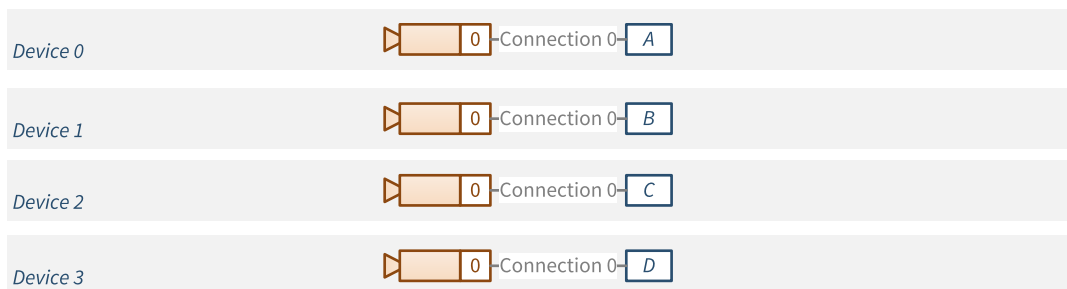 Device 0 0 Connection 0 A
Device 1 0 Connection 0 B
Device 2 0 Connection 0 C
Device 3 0 Connection 0 D